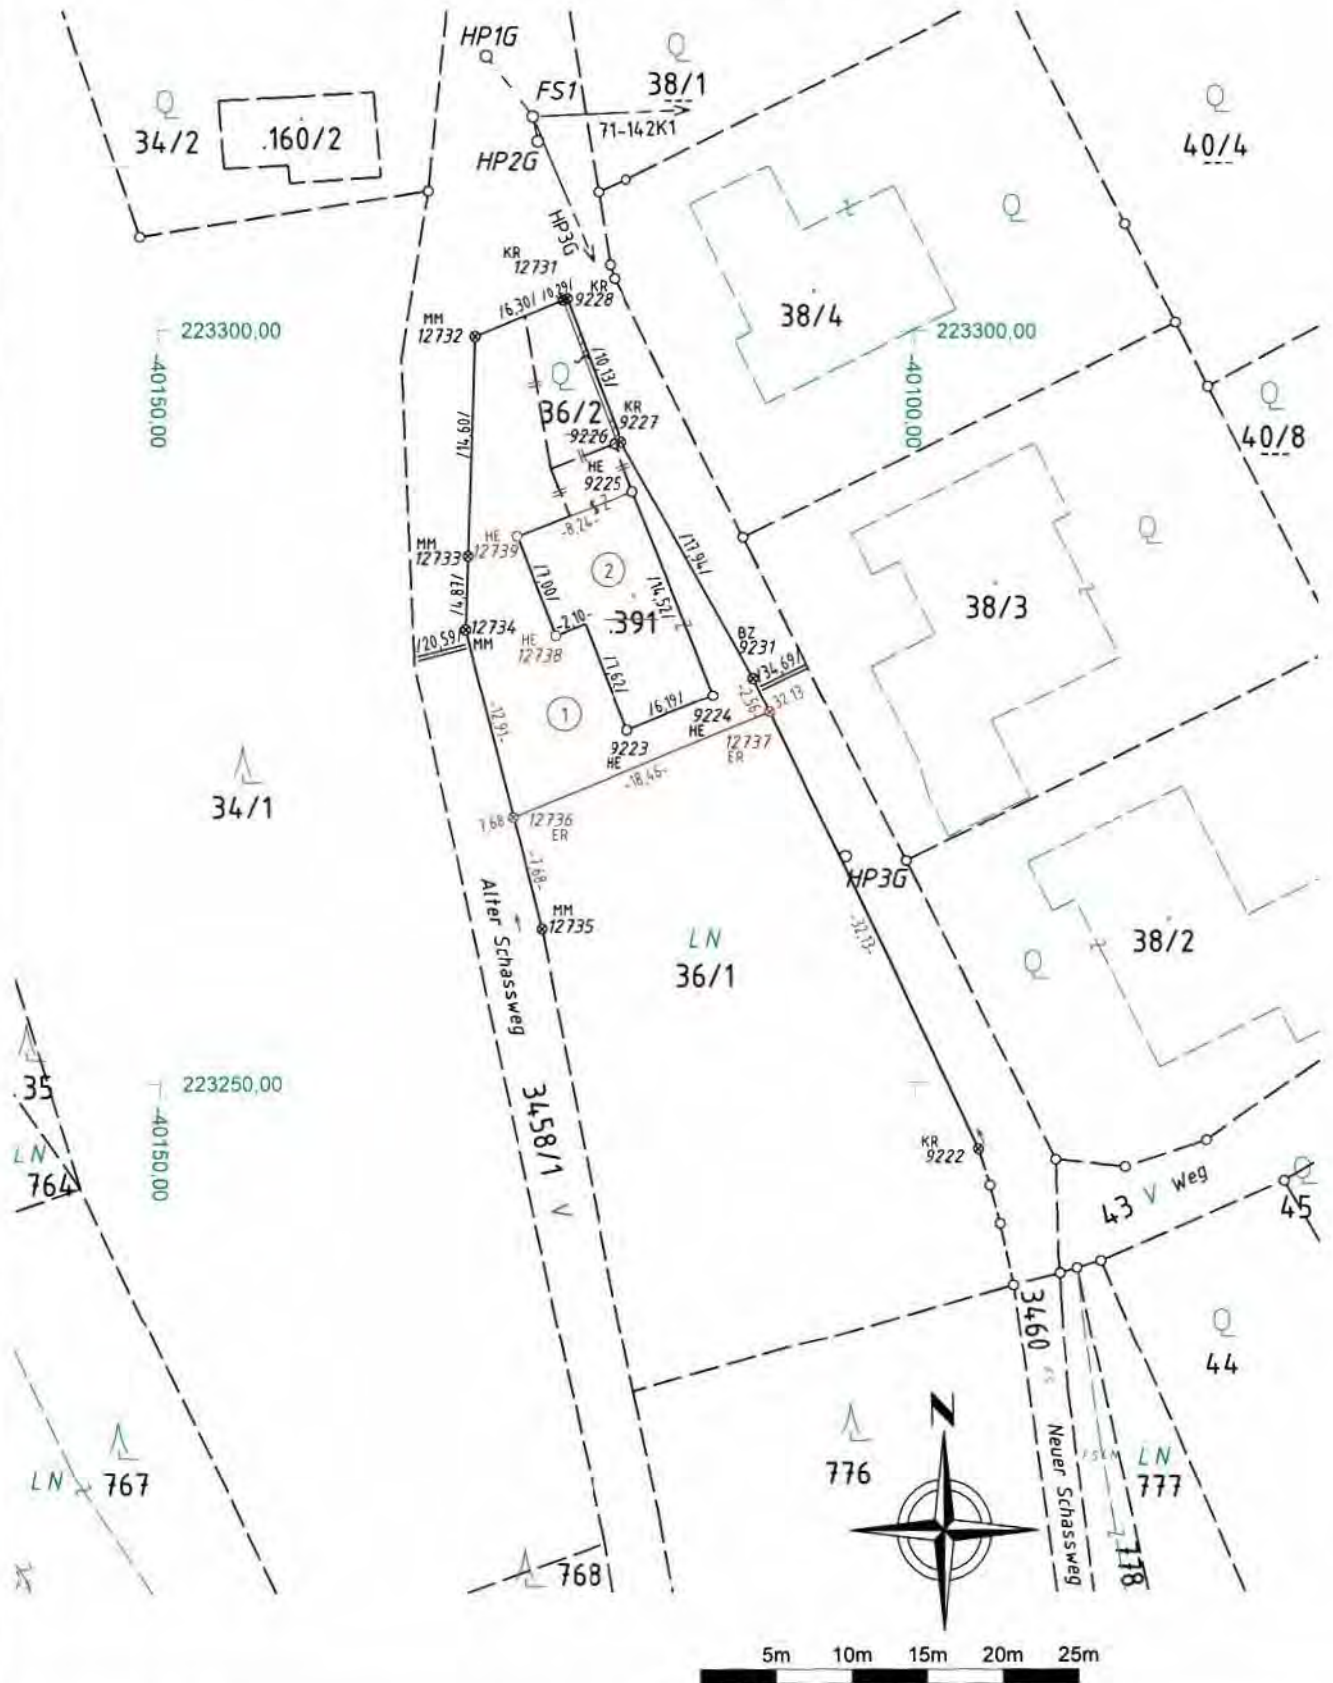 HP1G
Q
38/1
FS1
71-142K1
HP2G
HP3G
Q
34/2
.160/2
Q
40/4
Q
38/4
KR
12731
/0,29/
KR
9228
/6,30/
MM
12732
223300,00
-40150,00
223300,00
-40100,00
/10,13/
Q
36/2
KR
9227
9226
HE
9225
Q
40/8
/14,60/
-8,24-
HE
12739
MM
12733
/4,87/
12734
MM
/20,59/
/7,00/
2
.391
-2,10-
HE
12738
/14,52/
/17,94/
BZ
9231
/34,69/
-2,56-
32,13
/7,62/
1
/6,19/
9224
HE
9223
HE
12737
ER
-18,46-
-12,91-
7,68
12736
ER
-7,68-
MM
12735
38/3
Q
34/1
HP3G
-32,13-
Q
38/2
LN
36/1
Alter Schassweg
3458/1
V
.35
LN
764
223250,00
-40150,00
KR
9222
43 V Weg
Q
45
3460
FS
Neuer Schassweg
Q
44
LN
777
778
776
LN
767
768
N
5m 10m 15m 20m 25m